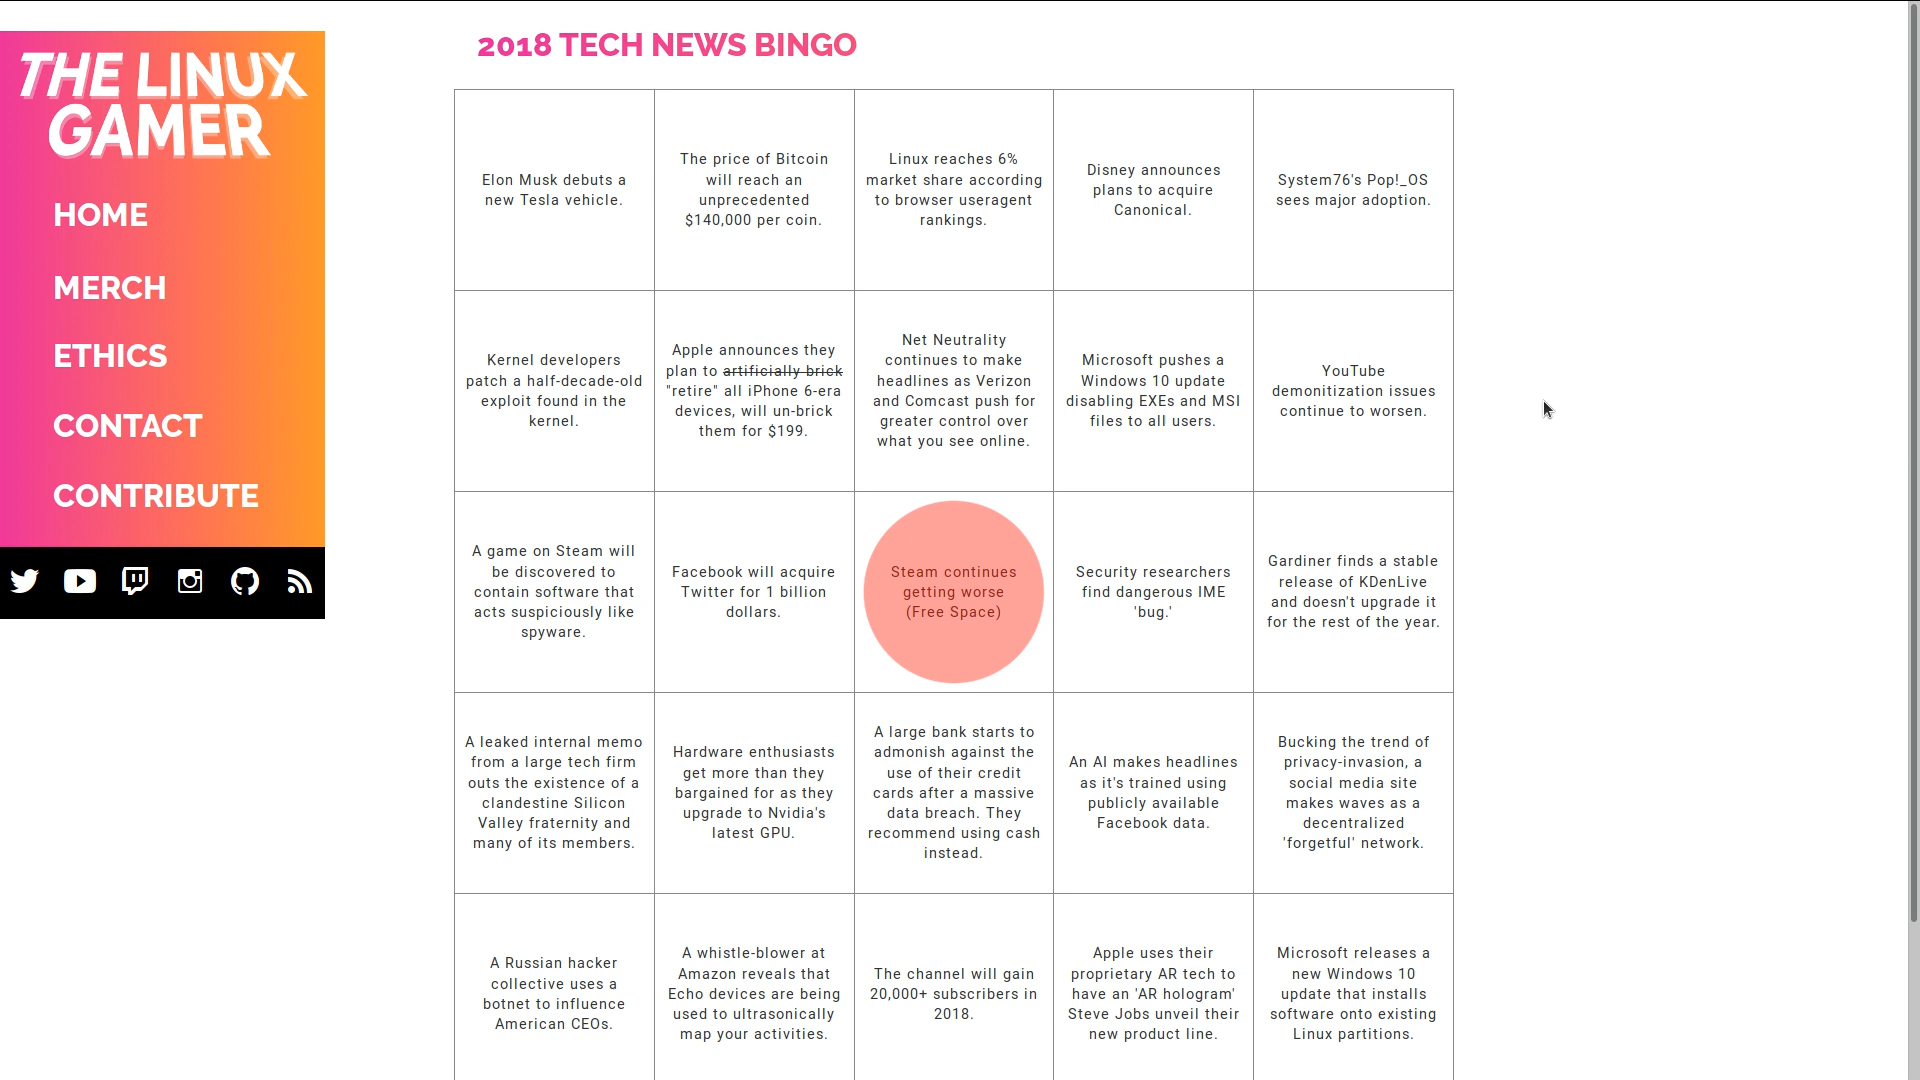 THE LINUX
GAMER
HOME
MERCH
ETHICS
CONTACT
CONTRIBUTE
2018 TECH NEWS BINGO
Elon Musk debuts a
new Tesla vehicle.
The price of Bitcoin
will reach an
unprecedented
$140,000 per coin.
Linux reaches 6%
market share according
to browser useragent
rankings.
Disney announces
plans to acquire
Canonical.
System76's Pop!_OS
sees major adoption.
Kernel developers
patch a half-decade-old
exploit found in the
kernel.
Apple announces they
plan to artificially brick
"retire" all iPhone 6-era
devices, will un-brick
them for $199.
Net Neutrality
continues to make
headlines as Verizon
and Comcast push for
greater control over
what you see online.
Microsoft pushes a
Windows 10 update
disabling EXEs and MSI
files to all users.
YouTube
demonitization issues
continue to worsen.
A game on Steam will
be discovered to
contain software that
acts suspiciously like
spyware.
Facebook will acquire
Twitter for 1 billion
dollars.
Steam continues
getting worse
(Free Space)
Security researchers
find dangerous IME
'bug.'
Gardiner finds a stable
release of KDenLive
and doesn't upgrade it
for the rest of the year.
A leaked internal memo
from a large tech firm
outs the existence of a
clandestine Silicon
Valley fraternity and
many of its members.
Hardware enthusiasts
get more than they
bargained for as they
upgrade to Nvidia's
latest GPU.
A large bank starts to
admonish against the
use of their credit
cards after a massive
data breach. They
recommend using cash
instead.
An AI makes headlines
as it's trained using
publicly available
Facebook data.
Bucking the trend of
privacy-invasion, a
social media site
makes waves as a
decentralized
'forgetful' network.
A Russian hacker
collective uses a
botnet to influence
American CEOs.
A whistle-blower at
Amazon reveals that
Echo devices are being
used to ultrasonically
map your activities.
The channel will gain
20,000+ subscribers in
2018.
Apple uses their
proprietary AR tech to
have an 'AR hologram'
Steve Jobs unveil their
new product line.
Microsoft releases a
new Windows 10
update that installs
software onto existing
Linux partitions.